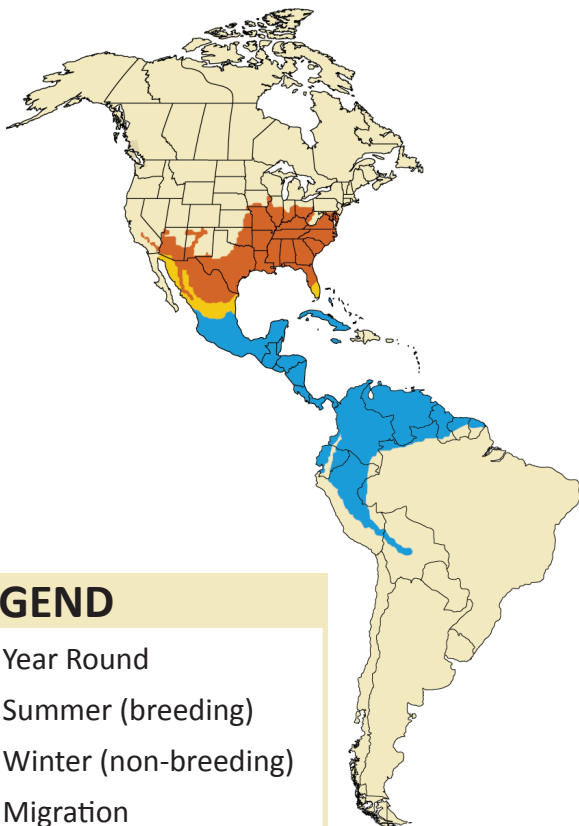 GEND
Year Round
Summer (breeding)
Winter (non-breeding)
Migration